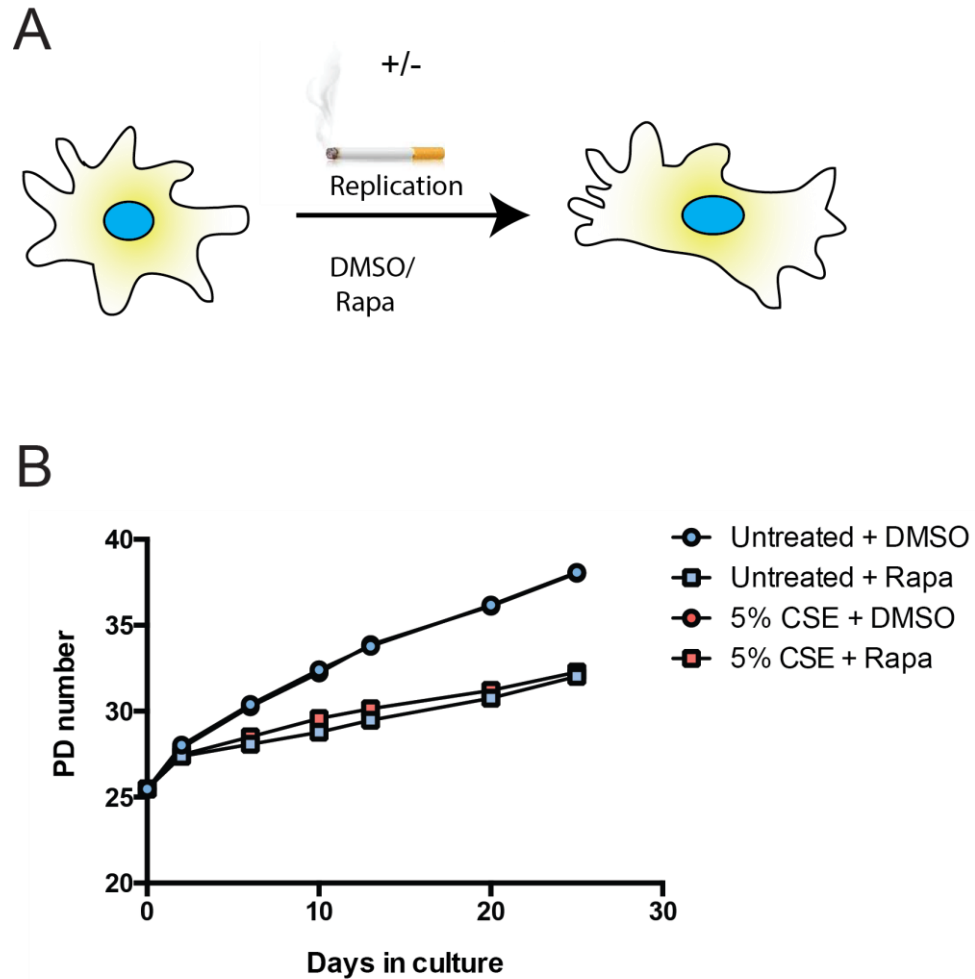 A
+/-
Replication
DMSO/
Rapa
B
40
35
30
25
20
PD number
0
10
20
30
Days in culture
Untreated + DMSO
Untreated + Rapa
5% CSE + DMSO
5% CSE + Rapa